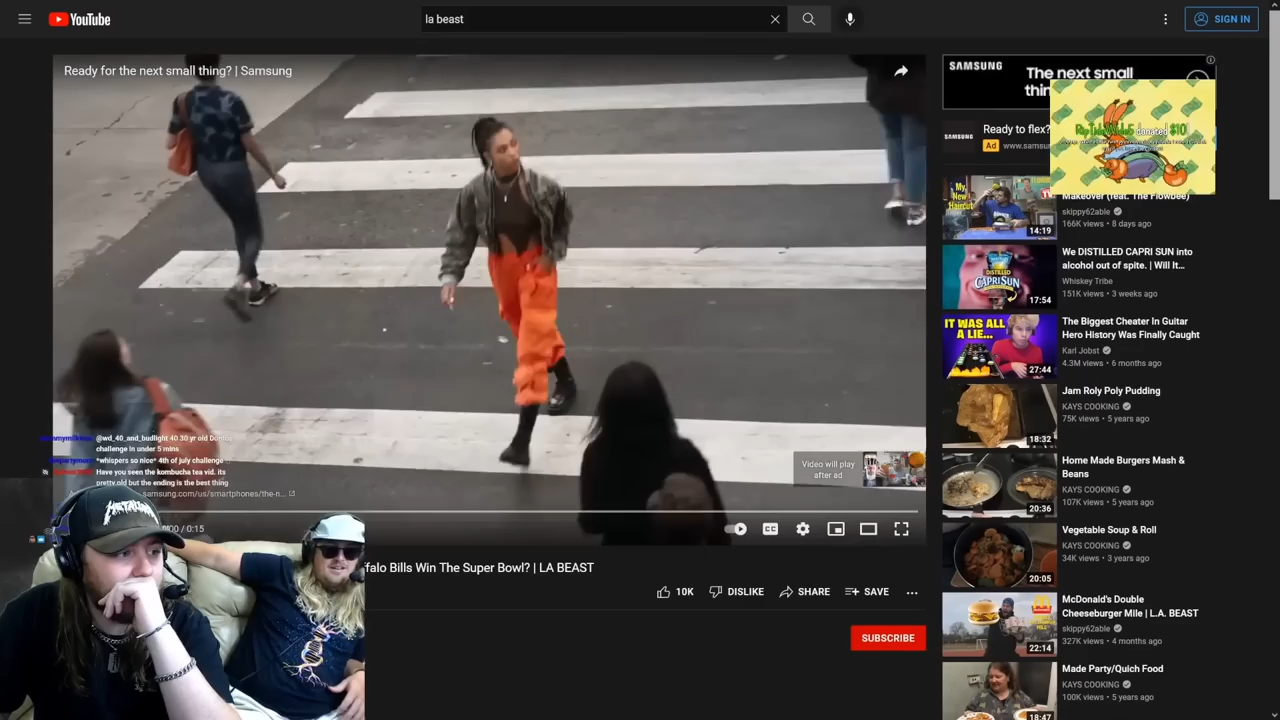 YouTube
la beast
SIGN IN
Ready for the next small thing? | Samsung
SAMSUNG
The next small
donated $10
SAMSUNG
Ready to flex?
Ad
Makeover (feat. The Flowbee)
skippy62able
166K views • 8 days ago
My New Haircut
14:19
We DISTILLED CAPRI SUN into
alcohol out of spite. | Will It...
Whiskey Tribe
151K views • 3 weeks ago
DISTILLED
CAPRI SUN
17:54
The Biggest Cheater In Guitar
Hero History Was Finally Caught
Karl Jobst
4.3M views • 6 months ago
IT WAS ALL
A LIE...
27:44
Jam Roly Poly Pudding
KAYS COOKING
75K views • 5 years ago
18:32
Home Made Burgers Mash &
Beans
KAYS COOKING
107K views • 5 years ago
20:36
Vegetable Soup & Roll
KAYS COOKING
34K views • 3 years ago
20:05
McDonald's Double
Cheeseburger Mile | L.A. BEAST
skippy62able
327K views • 4 months ago
22:14
Made Party/Quich Food
KAYS COOKING
100K views • 5 years ago
18:47
@wd_40_and_budlight 40 30 yr old
challenge in under 5 mins
*whispers so nice* 4th of july challenge
Have you seen the kombucha tea vid. its
pretty old but the ending is the best thing
samsung.com/us/smartphones/the-n...
Video will play
after ad
/ 0:15
CC
falo Bills Win The Super Bowl? | LA BEAST
10K
DISLIKE
SHARE
SAVE
SUBSCRIBE